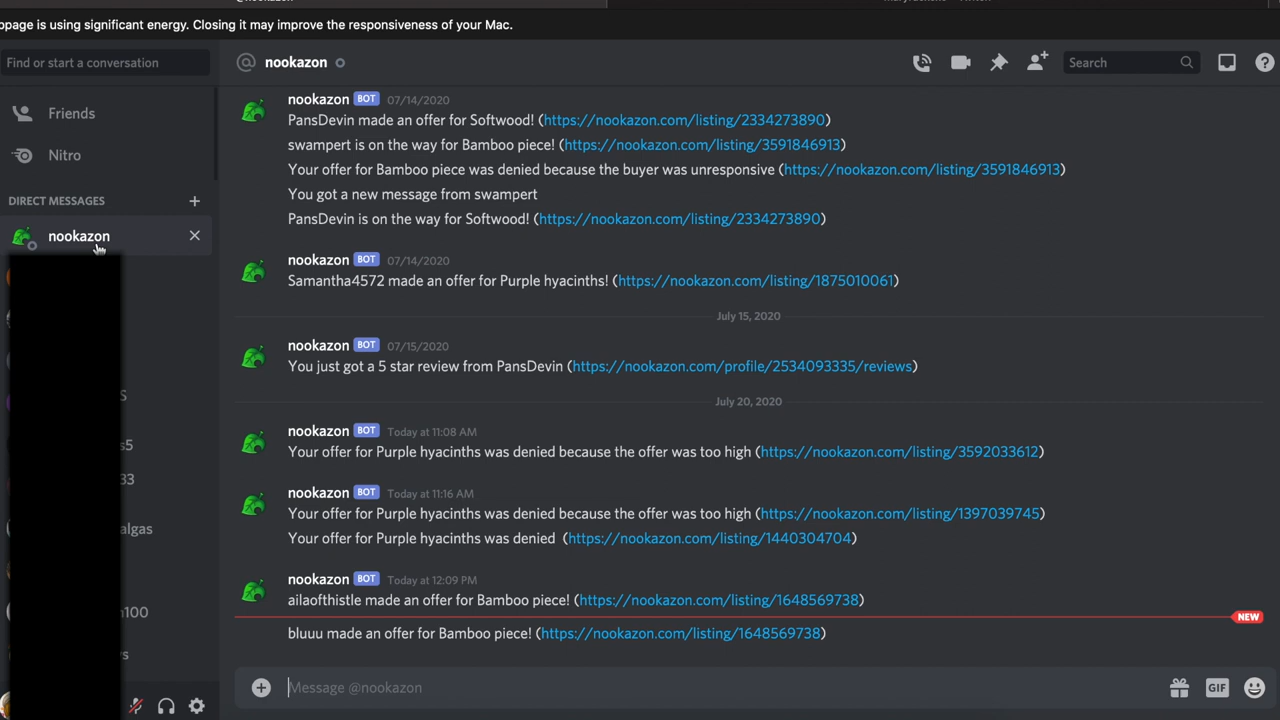 @nookazon
opage is using significant energy. Closing it may improve the responsiveness of your Mac.
Find or start a conversation
nookazon
Search
Friends
Nitro
DIRECT MESSAGES
nookazon
S
s5
33
algas
n100
ys
nookazon BOT 07/14/2020
PansDevin made an offer for Softwood! (https://nookazon.com/listing/2334273890)
swampert is on the way for Bamboo piece! (https://nookazon.com/listing/3591846913)
Your offer for Bamboo piece was denied because the buyer was unresponsive (https://nookazon.com/listing/3591846913)
You got a new message from swampert
PansDevin is on the way for Softwood! (https://nookazon.com/listing/2334273890)
nookazon BOT 07/14/2020
Samantha4572 made an offer for Purple hyacinths! (https://nookazon.com/listing/1875010061)
July 15, 2020
nookazon BOT 07/15/2020
You just got a 5 star review from PansDevin (https://nookazon.com/profile/2534093335/reviews)
July 20, 2020
nookazon BOT Today at 11:08 AM
Your offer for Purple hyacinths was denied because the offer was too high (https://nookazon.com/listing/3592033612)
nookazon BOT Today at 11:16 AM
Your offer for Purple hyacinths was denied because the offer was too high (https://nookazon.com/listing/1397039745)
Your offer for Purple hyacinths was denied (https://nookazon.com/listing/1440304704)
nookazon BOT Today at 12:09 PM
ailaofthistle made an offer for Bamboo piece! (https://nookazon.com/listing/1648569738)
NEW
bluuu made an offer for Bamboo piece! (https://nookazon.com/listing/1648569738)
Message @nookazon
GIF